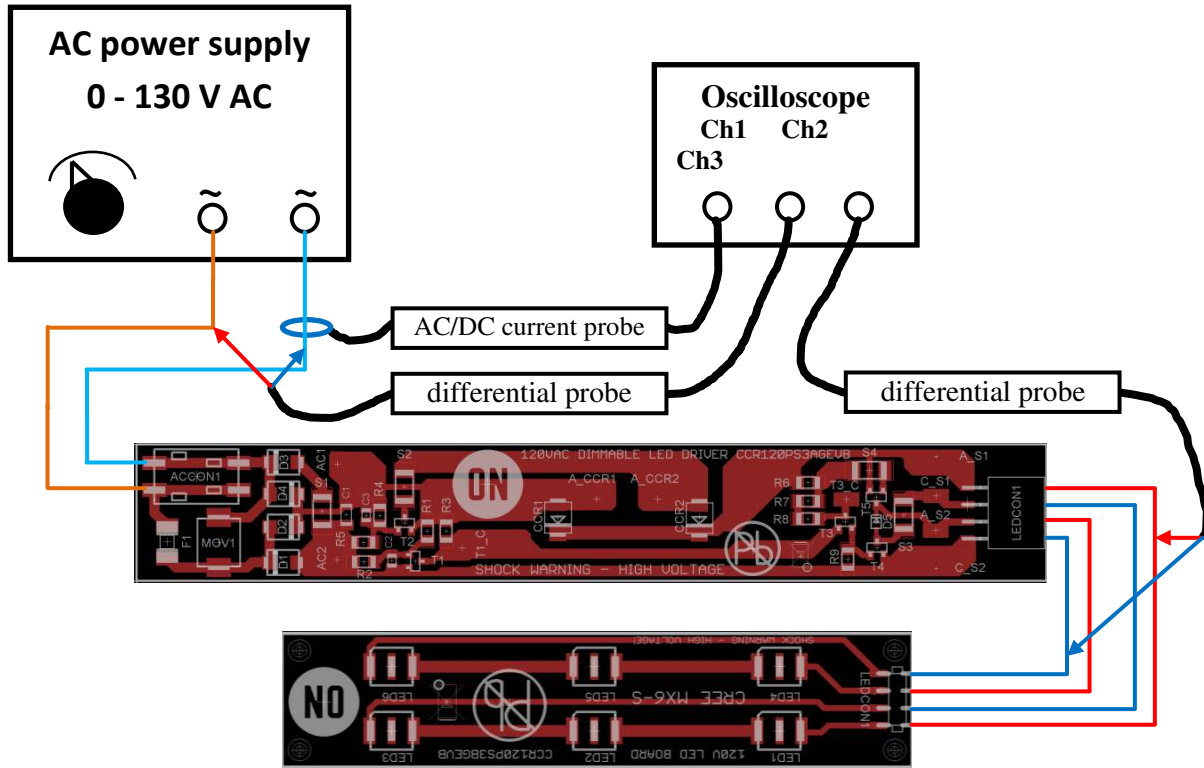 AC power supply
0 - 130 V AC
~ ~
Oscilloscope
Ch1 Ch2
Ch3
AC/DC current probe
differential probe
differential probe
120VAC DIMMABLE LED DRIVER CCR120PS3AGEVB
ACCON1
D3
D4
D2
D1
F1
MOV1
AC1
S1
AC2
C1
C3
R4
S2
R5
R2
C2
T2
R1
R3
T1
T1_C
ON
CCR1
A_CCR1
A_CCR2
CCR2
R6
R7
R8
T3_C
T3
R9
S4
T5
D5
T4
S3
A_S1
C_S1
A_S2
C_S2
LEDCON1
SHOCK WARNING - HIGH VOLTAGE
SHOCK WARNING - HIGH VOLTAGE!
LED6
LED5
LED4
ON
CREE MX6-S
LEDCON1
LED3
LED2
LED1
CCR120PS3BGEVB
120V LED BOARD